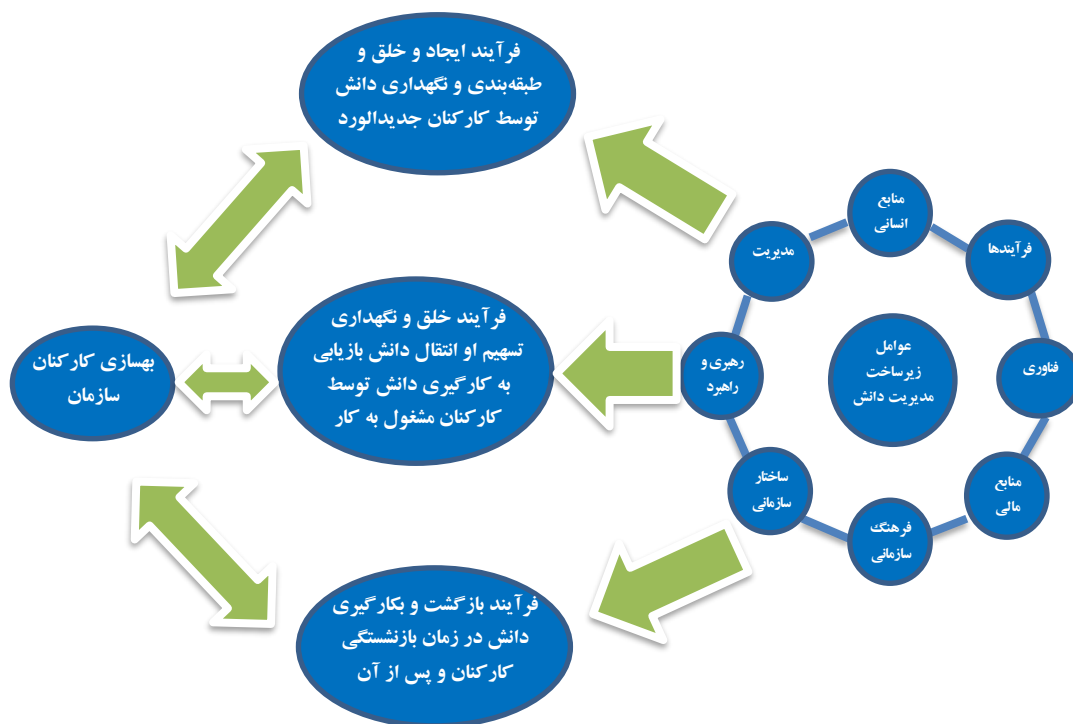 فرآیند ایجاد و خلق و
طبقه‌بندی و نگهداری دانش
توسط کارکنان جدیدالورد
منابع
انسانی
فرآیندها
مدیریت
فرآیند خلق و نگهداری
تسهیم او انتقال دانش بازیابی
به کارگیری دانش توسط
کارکنان مشغول به کار
بهسازی کارکنان
سازمان
رهبری و
راهبرد
عوامل
زیرساخت
مدیریت دانش
فناوری
ساختار
سازمانی
منابع
مالی
فرهنگ
سازمانی
فرآیند بازگشت و بکارگیری
دانش در زمان بازنشستگی
کارکنان و پس از آن